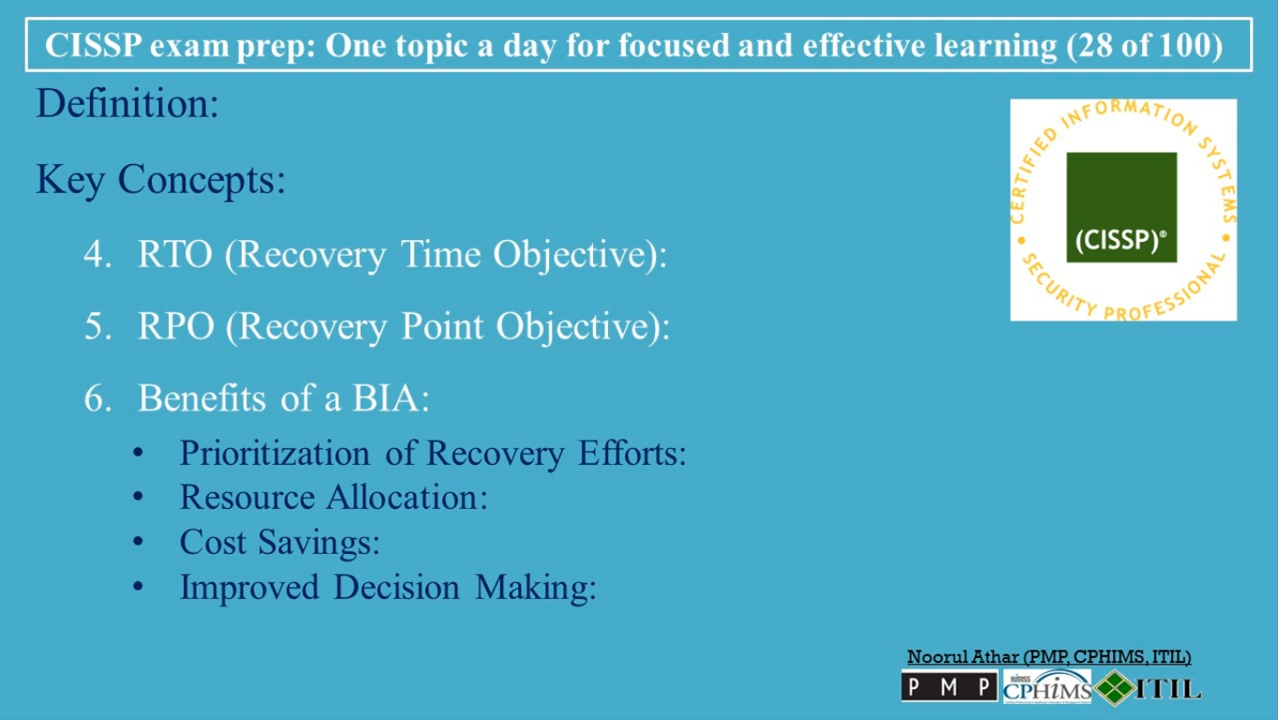 CISSP exam prep: One topic a day for focused and effective learning (28 of 100)
Definition:
Key Concepts:
4. RTO (Recovery Time Objective):
5. RPO (Recovery Point Objective):
6. Benefits of a BIA:
• Prioritization of Recovery Efforts:
• Resource Allocation:
• Cost Savings:
• Improved Decision Making:
CERTIFIED INFORMATION SYSTEMS
(CISSP)®
• SECURITY PROFESSIONAL •
Noorul Athar (PMP, CPHIMS, ITIL)
PMP
himss
CPHIMS
ITIL